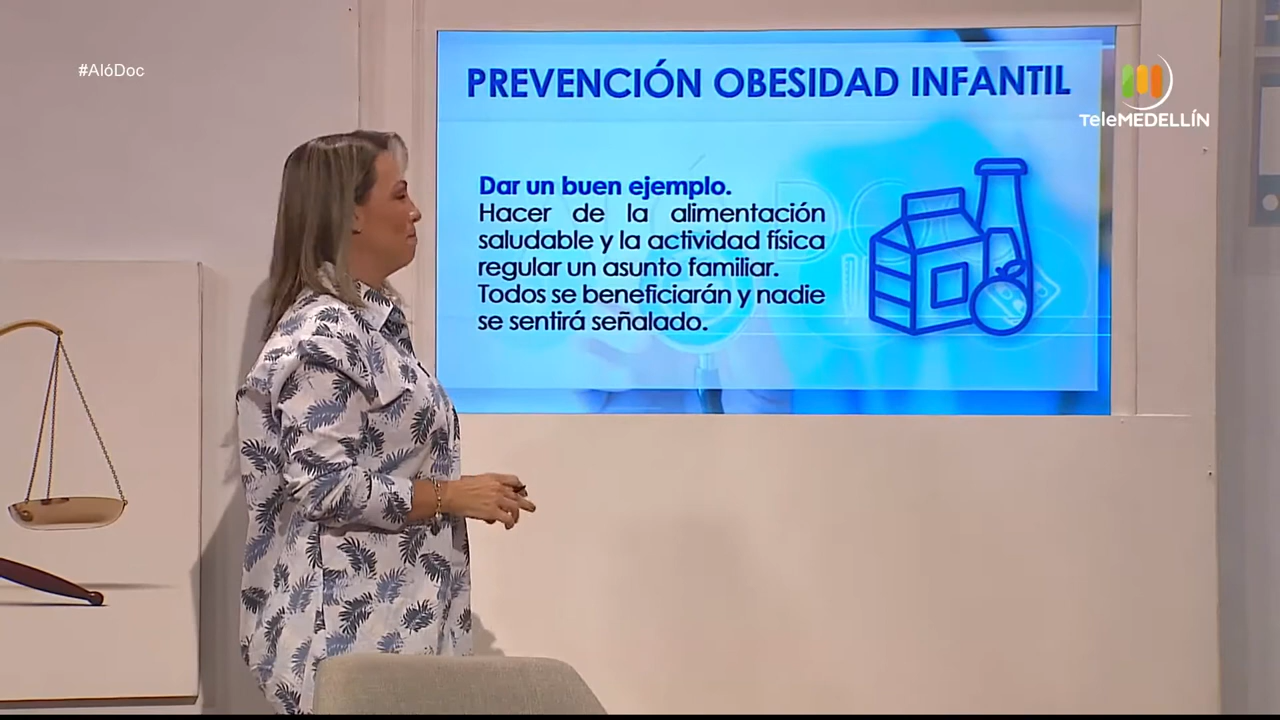 #AlóDoc
PREVENCIÓN OBESIDAD INFANTIL
TeleMEDELLÍN
Dar un buen ejemplo.
Hacer de la alimentación
saludable y la actividad física
regular un asunto familiar.
Todos se beneficiarán y nadie
se sentirá señalado.